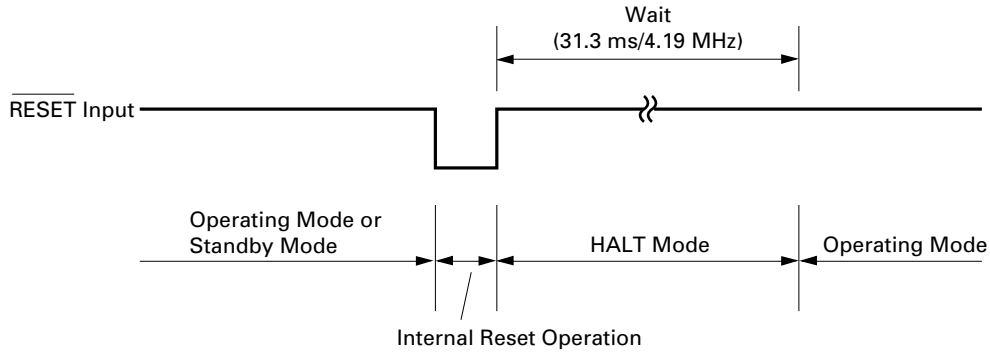 Wait
(31.3 ms/4.19 MHz)
RESET Input
Operating Mode or
Standby Mode
HALT Mode
Operating Mode
Internal Reset Operation